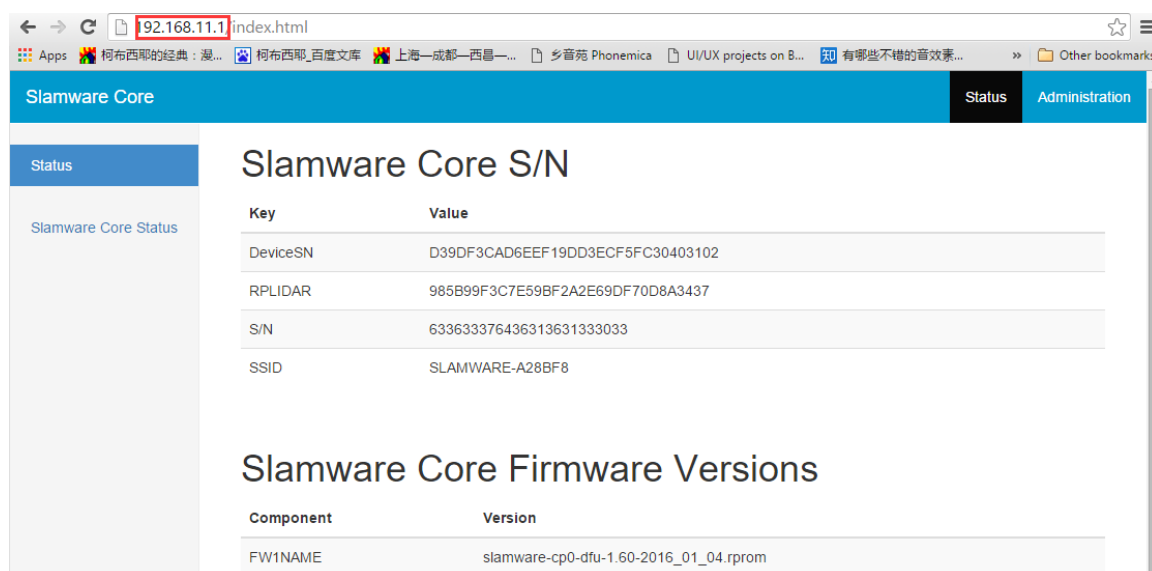 192.168.11.1/index.html
Apps 柯布西耶的经典：漫... 柯布西耶_百度文库 上海—成都—西昌—... 乡音苑 Phonemica UI/UX projects on B... 知 有哪些不错的音效素... » Other bookmarks
Slamware Core Status Administration
Status
Slamware Core Status
Slamware Core S/N
Key Value
DeviceSN D39DF3CAD6EEF19DD3ECF5FC30403102
RPLIDAR 985B99F3C7E59BF2A2E69DF70D8A3437
S/N 633633376436313631333033
SSID SLAMWARE-A28BF8
Slamware Core Firmware Versions
Component Version
FW1NAME slamware-cp0-dfu-1.60-2016_01_04.rprom